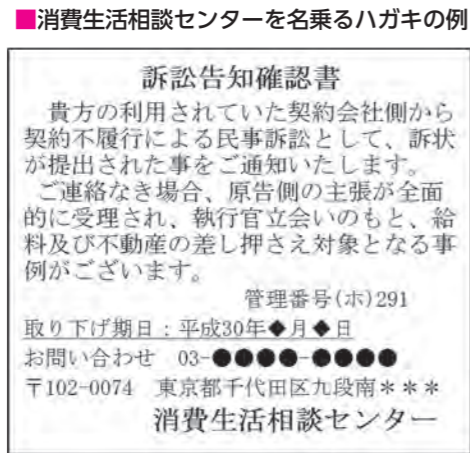 ■消費生活相談センターを名乗るハガキの例
訴訟告知確認書
貴方の利用されていた契約会社側から
契約不履行による民事訴訟として、訴状
が提出された事をご通知いたします。
ご連絡なき場合、原告側の主張が全面
的に受理され、執行官立会いのもと、給
料及び不動産の差し押さえ対象となる事
例がございます。
管理番号(ホ)291
取り下げ期日：平成30年◆月◆日
お問い合わせ 03-●●●●-●●●●
〒102-0074 東京都千代田区九段南＊＊＊
消費生活相談センター